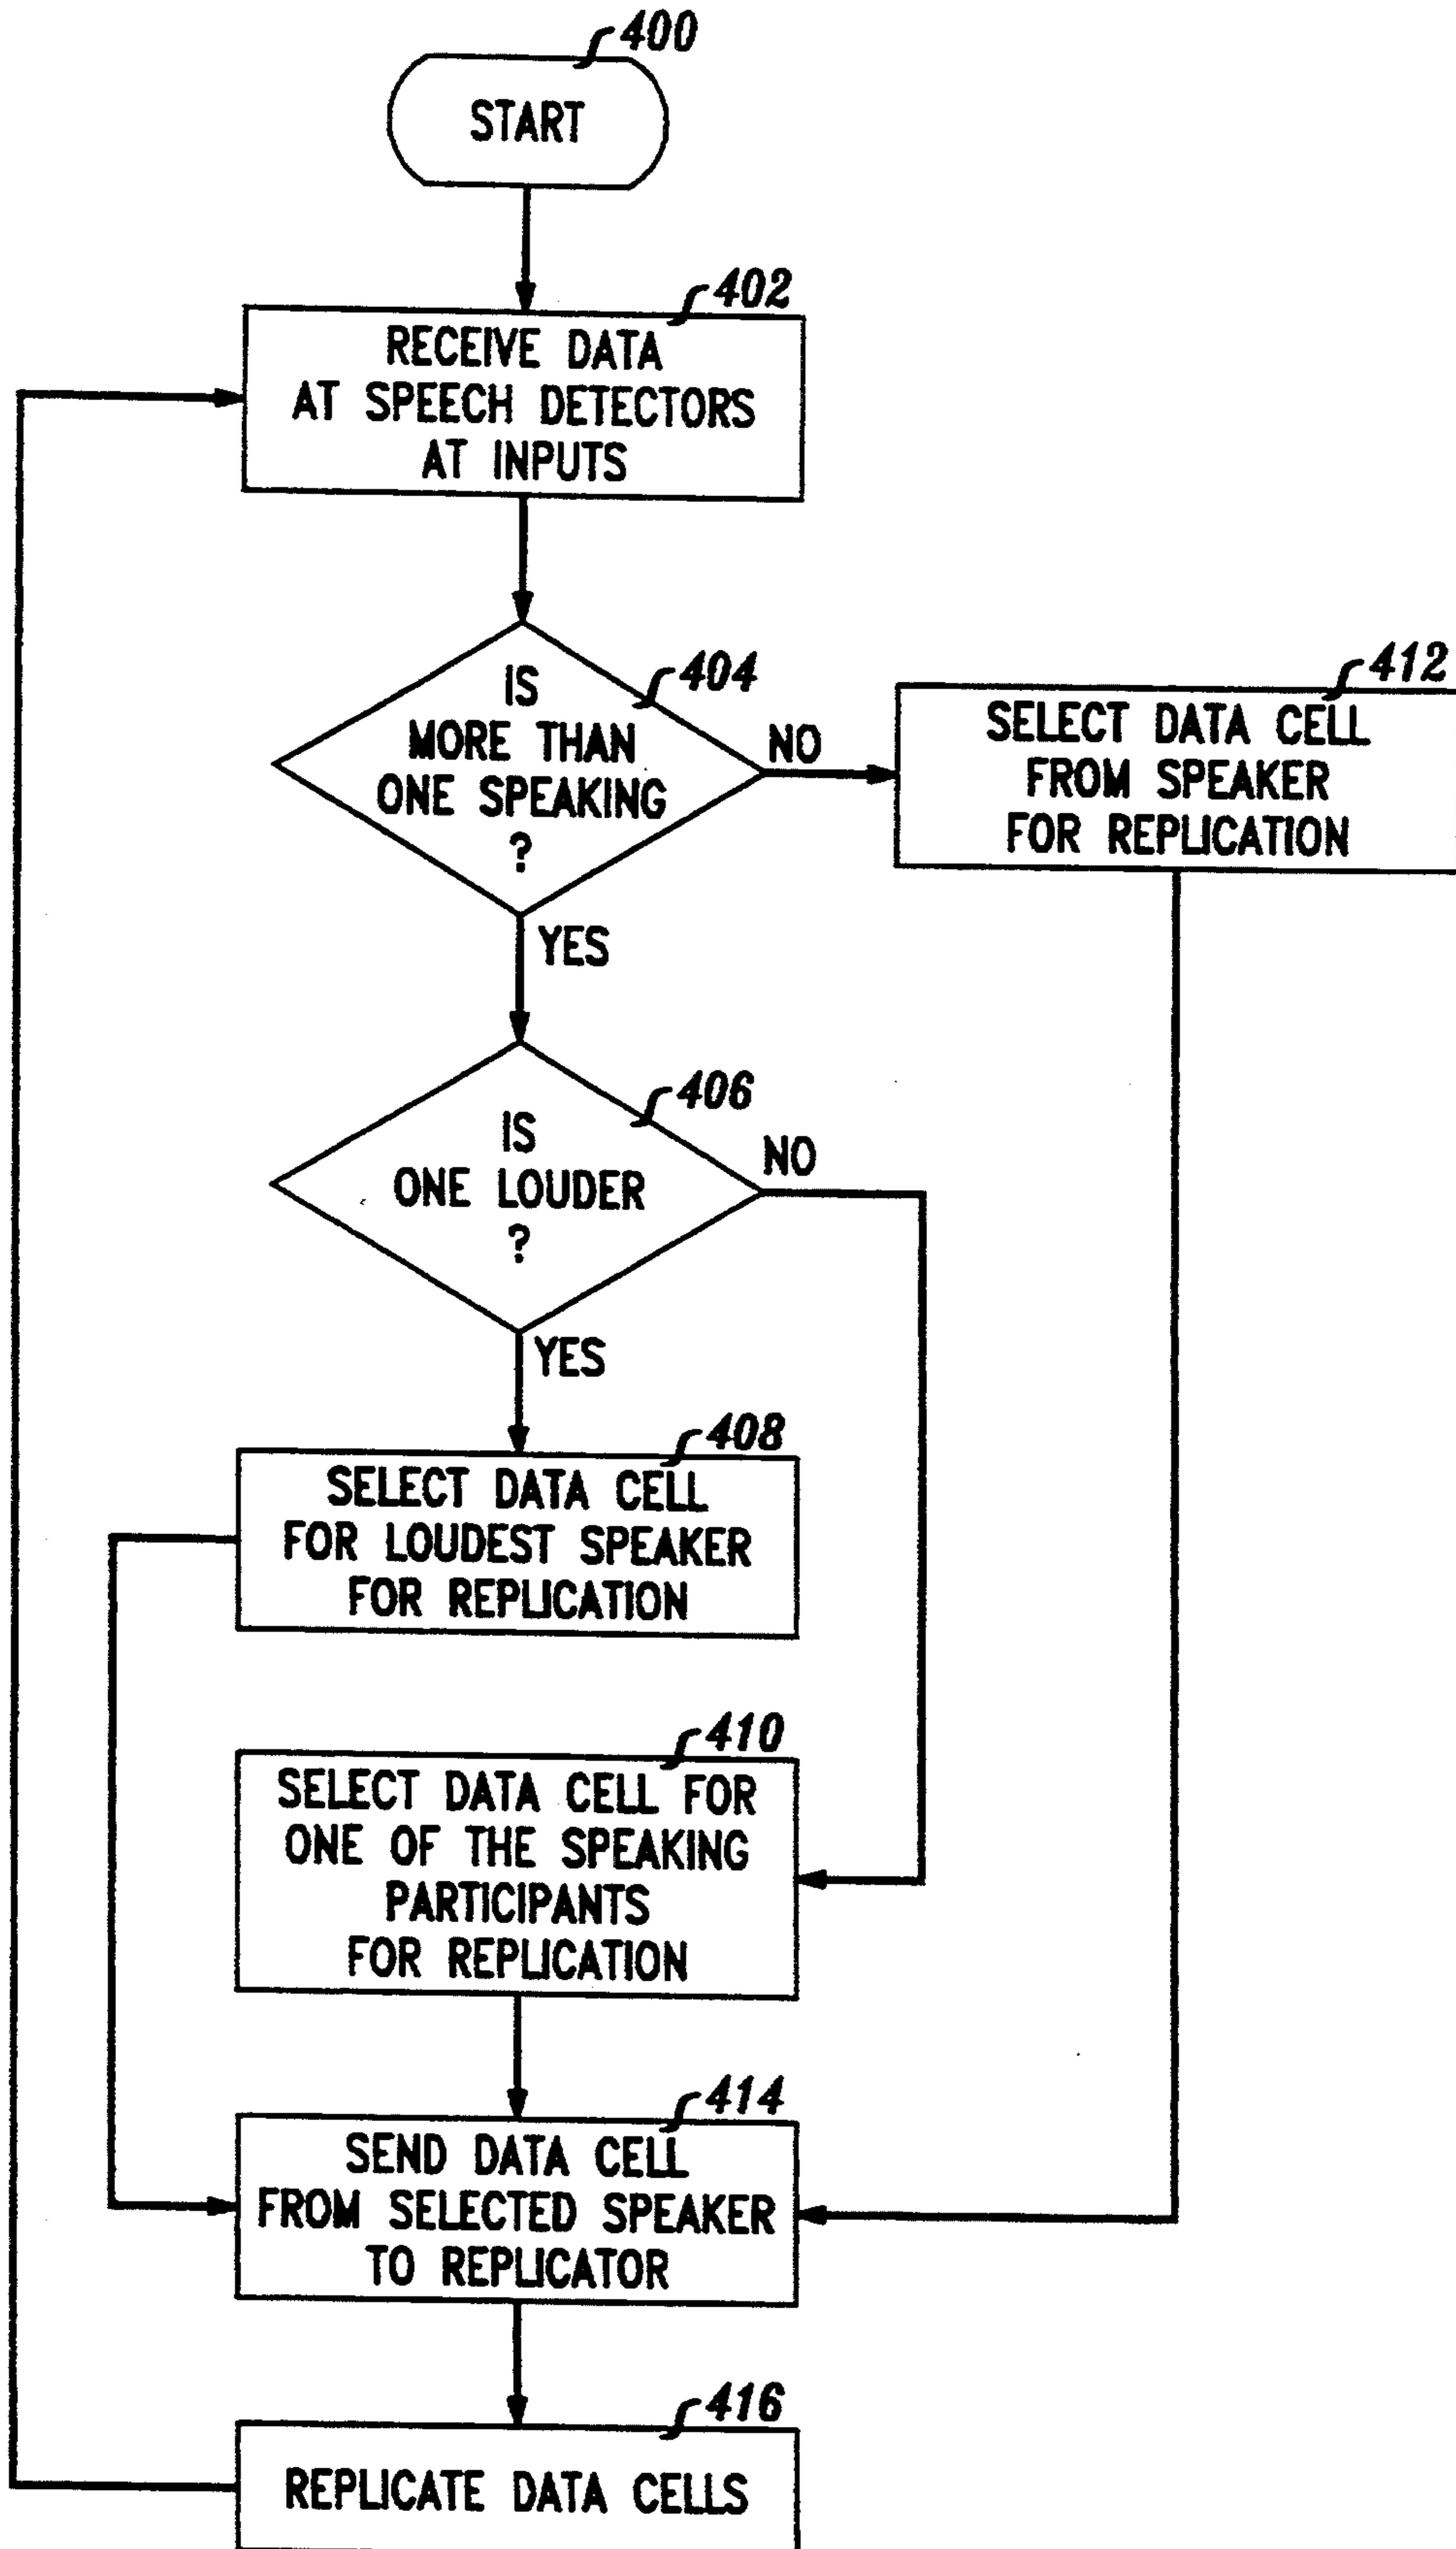 400
START
402
RECEIVE DATA
AT SPEECH DETECTORS
AT INPUTS
404
IS
MORE THAN
ONE SPEAKING
?
NO
412
SELECT DATA CELL
FROM SPEAKER
FOR REPLICATION
YES
406
IS
ONE LOUDER
?
NO
YES
408
SELECT DATA CELL
FOR LOUDEST SPEAKER
FOR REPLICATION
410
SELECT DATA CELL FOR
ONE OF THE SPEAKING
PARTICIPANTS
FOR REPLICATION
414
SEND DATA CELL
FROM SELECTED SPEAKER
TO REPLICATOR
416
REPLICATE DATA CELLS